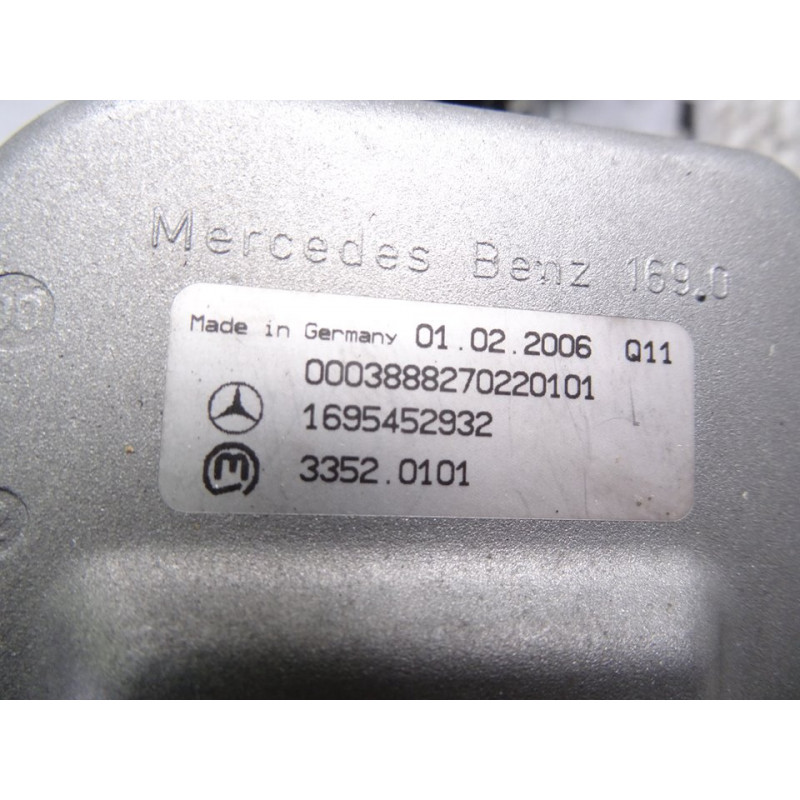 Mercedes Benz 169.0
Made in Germany 01.02.2006 Q11
0003888270220101
1695452932
m 3352.0101